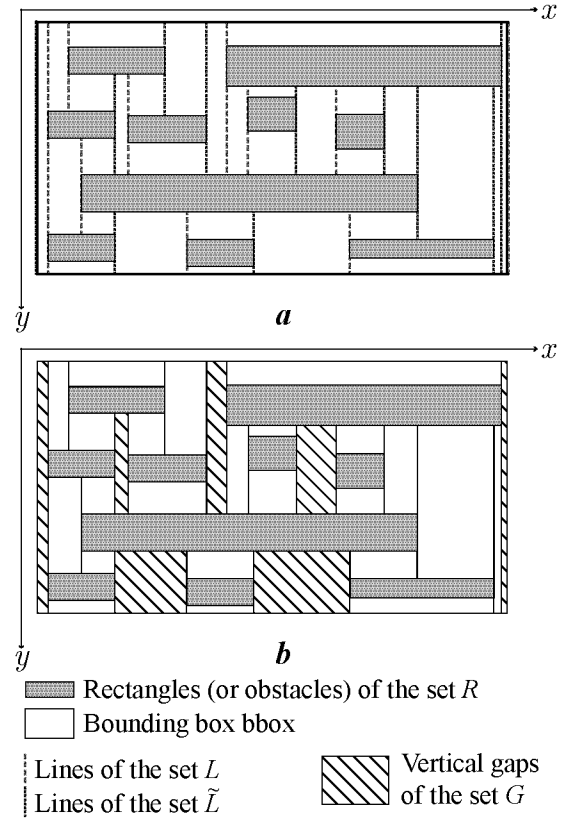 x
y
a
x
y
b
Rectangles (or obstacles) of the set R
Bounding box bbox
Lines of the set L
Lines of the set L̃
Vertical gaps
of the set G